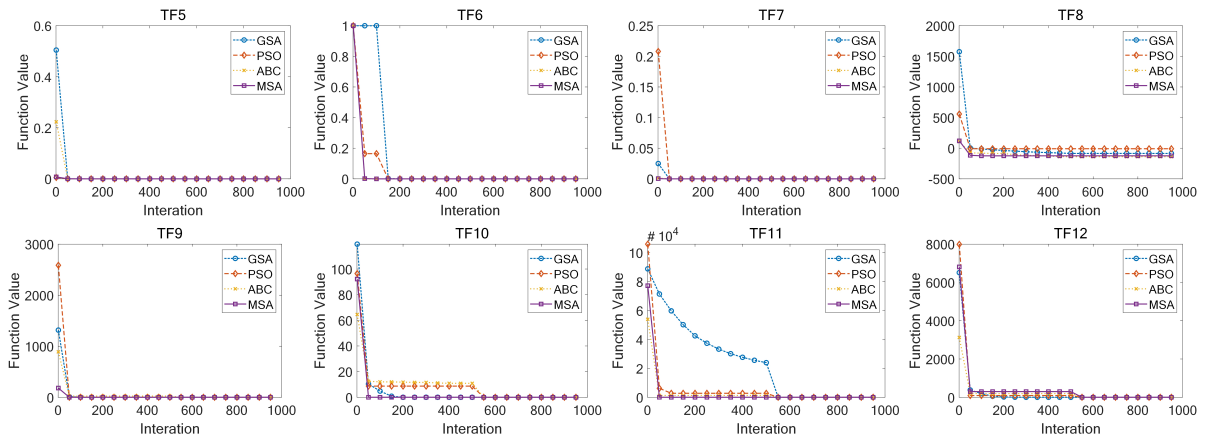 TF5
0.6
0.4
0.2
0
0 200 400 600 800 1000
Function Value
Interation
GSA
PSO
ABC
MSA
TF6
1
0.8
0.6
0.4
0.2
0
0 200 400 600 800 1000
Function Value
Interation
GSA
PSO
ABC
MSA
TF7
0.25
0.2
0.15
0.1
0.05
0
0 200 400 600 800 1000
Function Value
Interation
GSA
PSO
ABC
MSA
TF8
2000
1500
1000
500
0
-500
0 200 400 600 800 1000
Function Value
Interation
GSA
PSO
ABC
MSA
TF9
3000
2000
1000
0
0 200 400 600 800 1000
Function Value
Interation
GSA
PSO
ABC
MSA
TF10
100
80
60
40
20
0
0 200 400 600 800 1000
Function Value
Interation
GSA
PSO
ABC
MSA
TF11
# 10^4
10
8
6
4
2
0
0 200 400 600 800 1000
Function Value
Interation
GSA
PSO
ABC
MSA
TF12
8000
6000
4000
2000
0
0 200 400 600 800 1000
Function Value
Interation
GSA
PSO
ABC
MSA